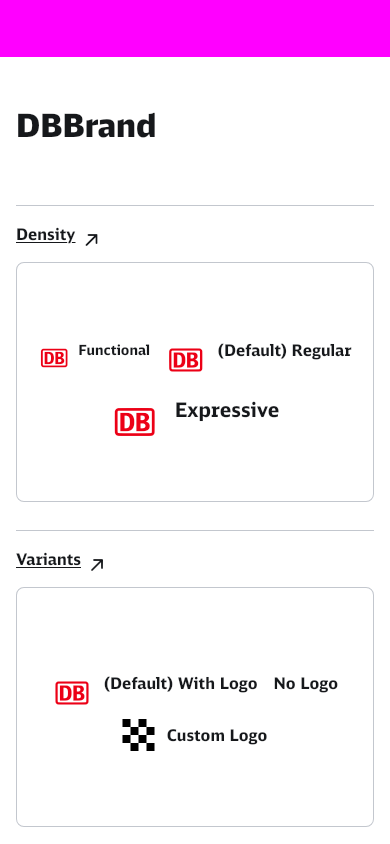 DBBrand
Density
DB Functional DB (Default) Regular
DB Expressive
Variants
DB (Default) With Logo No Logo
Custom Logo